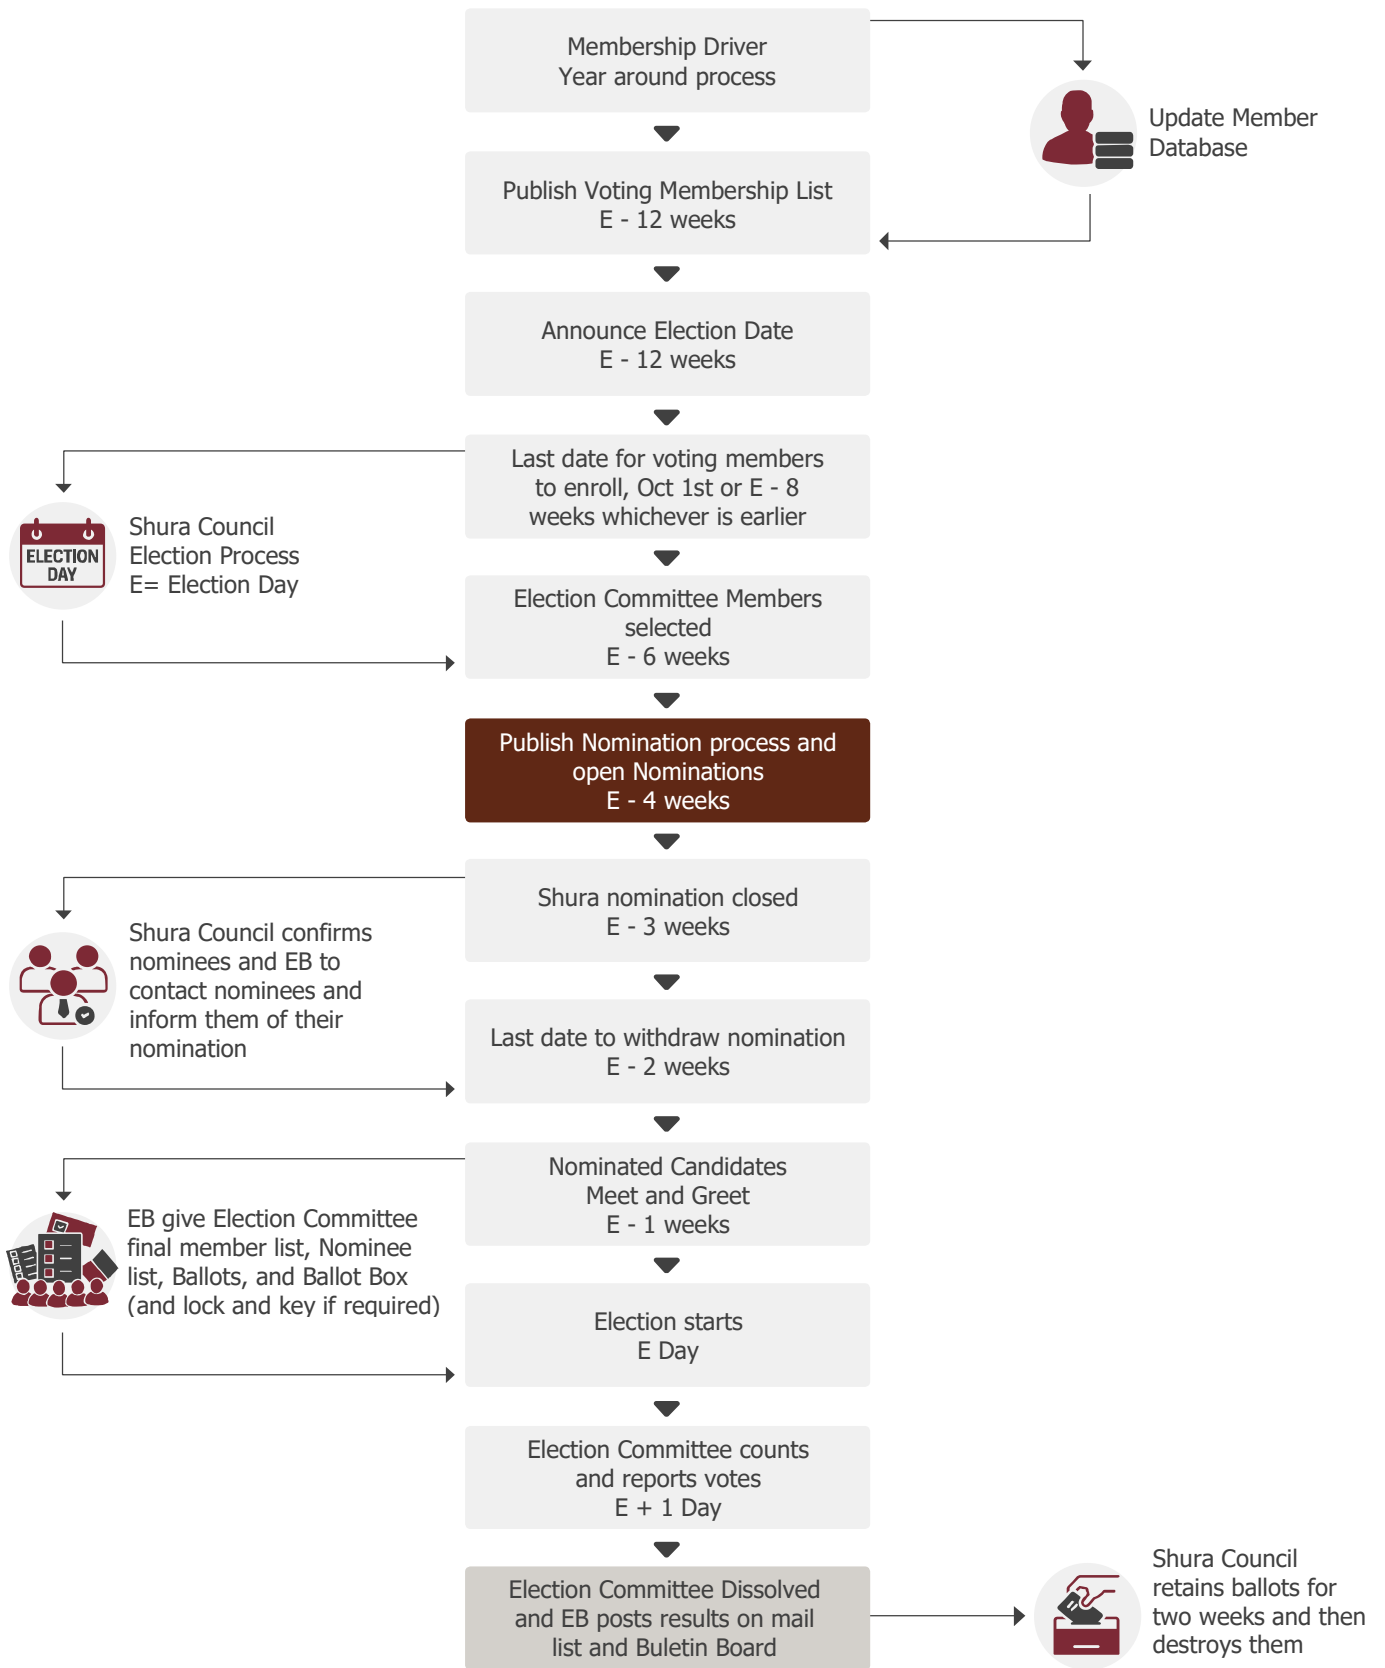 Membership Driver
Year around process
Update Member
Database
Publish Voting Membership List
E - 12 weeks
Announce Election Date
E - 12 weeks
Last date for voting members
to enroll, Oct 1st or E - 8
weeks whichever is earlier
ELECTION
DAY
Shura Council
Election Process
E= Election Day
Election Committee Members
selected
E - 6 weeks
Publish Nomination process and
open Nominations
E - 4 weeks
Shura nomination closed
E - 3 weeks
Shura Council confirms
nominees and EB to
contact nominees and
inform them of their
nomination
Last date to withdraw nomination
E - 2 weeks
Nominated Candidates
Meet and Greet
E - 1 weeks
EB give Election Committee
final member list, Nominee
list, Ballots, and Ballot Box
(and lock and key if required)
Election starts
E Day
Election Committee counts
and reports votes
E + 1 Day
Election Committee Dissolved
and EB posts results on mail
list and Buletin Board
Shura Council
retains ballots for
two weeks and then
destroys them